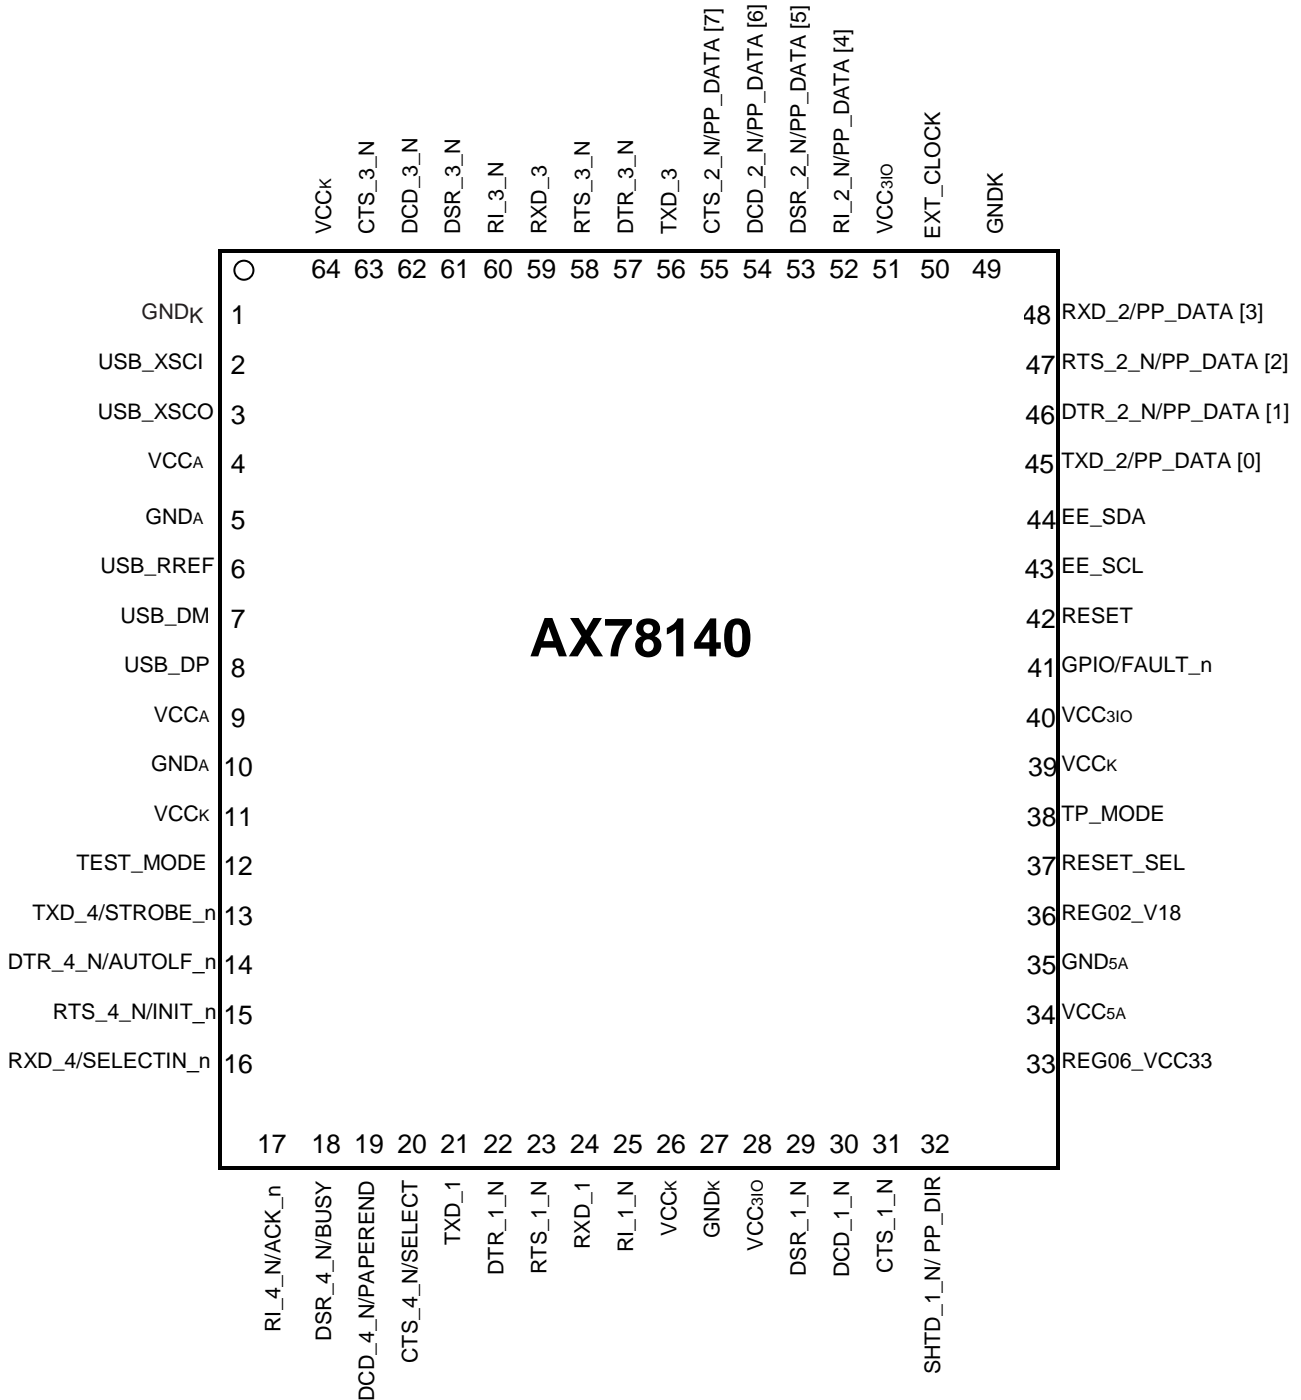 VCCK
CTS_3_N
DCD_3_N
DSR_3_N
RI_3_N
RXD_3
RTS_3_N
DTR_3_N
TXD_3
CTS_2_N/PP_DATA [7]
DCD_2_N/PP_DATA [6]
DSR_2_N/PP_DATA [5]
RI_2_N/PP_DATA [4]
VCC3IO
EXT_CLOCK
GNDK
64 63 62 61 60 59 58 57 56 55 54 53 52 51 50 49
GNDK 1
USB_XSCI 2
USB_XSCO 3
VCCA 4
GNDA 5
USB_RREF 6
USB_DM 7
USB_DP 8
VCCA 9
GNDA 10
VCCK 11
TEST_MODE 12
TXD_4/STROBE_n 13
DTR_4_N/AUTOLF_n 14
RTS_4_N/INIT_n 15
RXD_4/SELECTIN_n 16
AX78140
48 RXD_2/PP_DATA [3]
47 RTS_2_N/PP_DATA [2]
46 DTR_2_N/PP_DATA [1]
45 TXD_2/PP_DATA [0]
44 EE_SDA
43 EE_SCL
42 RESET
41 GPIO/FAULT_n
40 VCC3IO
39 VCCK
38 TP_MODE
37 RESET_SEL
36 REG02_V18
35 GND5A
34 VCC5A
33 REG06_VCC33
17 18 19 20 21 22 23 24 25 26 27 28 29 30 31 32
RI_4_N/ACK_n
DSR_4_N/BUSY
DCD_4_N/PAPEREND
CTS_4_N/SELECT
TXD_1
DTR_1_N
RTS_1_N
RXD_1
RI_1_N
VCCK
GNDK
VCC3IO
DSR_1_N
DCD_1_N
CTS_1_N
SHTD_1_N/ PP_DIR